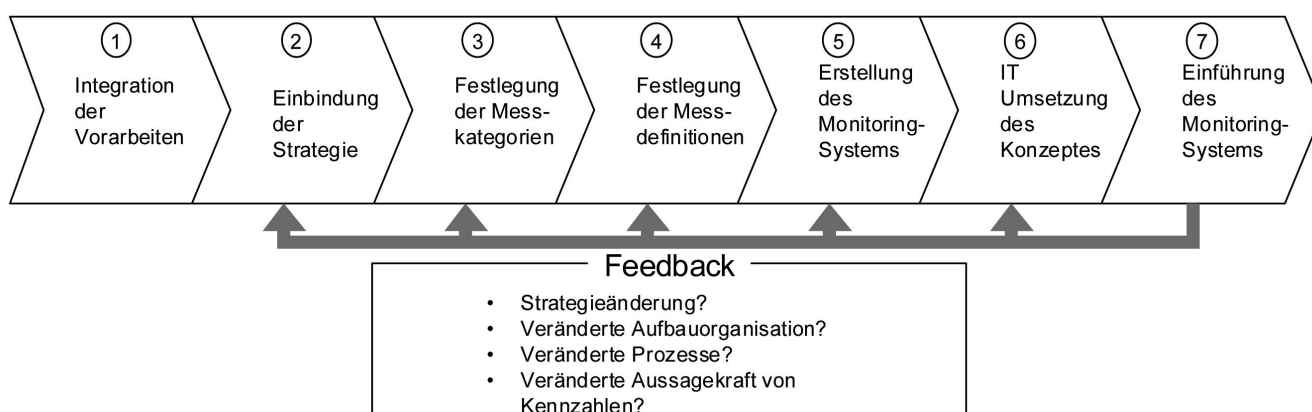 1
Integration
der
Vorarbeiten
2
Einbindung
der
Strategie
3
Festlegung
der Mess-
kategorien
4
Festlegung
der Mess-
definitionen
5
Erstellung
des
Monitoring-
Systems
6
IT
Umsetzung
des
Konzeptes
7
Einführung
des
Monitoring-
Systems
Feedback
• Strategieänderung?
• Veränderte Aufbauorganisation?
• Veränderte Prozesse?
• Veränderte Aussagekraft von
Kennzahlen?